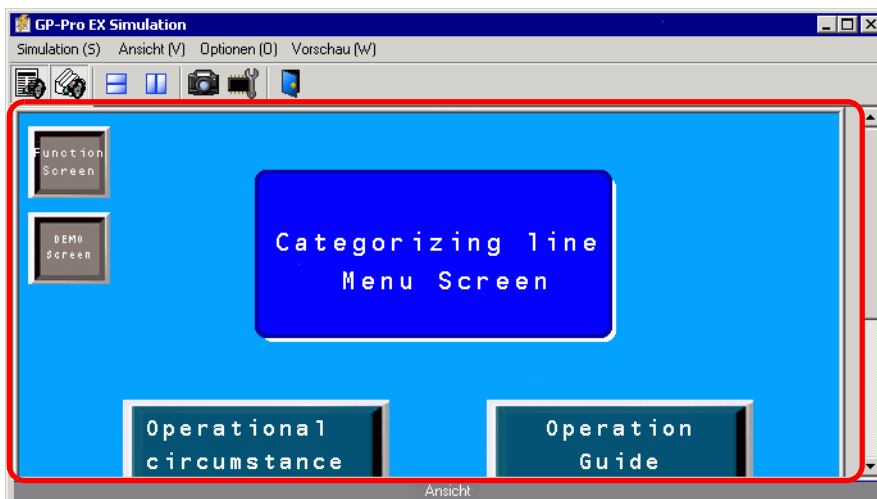 GP-Pro EX Simulation
Simulation (S) Ansicht (V) Optionen (O) Vorschau (W)
Function
Screen
DEMO
Screen
Categorizing line
Menu Screen
Operational
circumstance
Operation
Guide
Ansicht